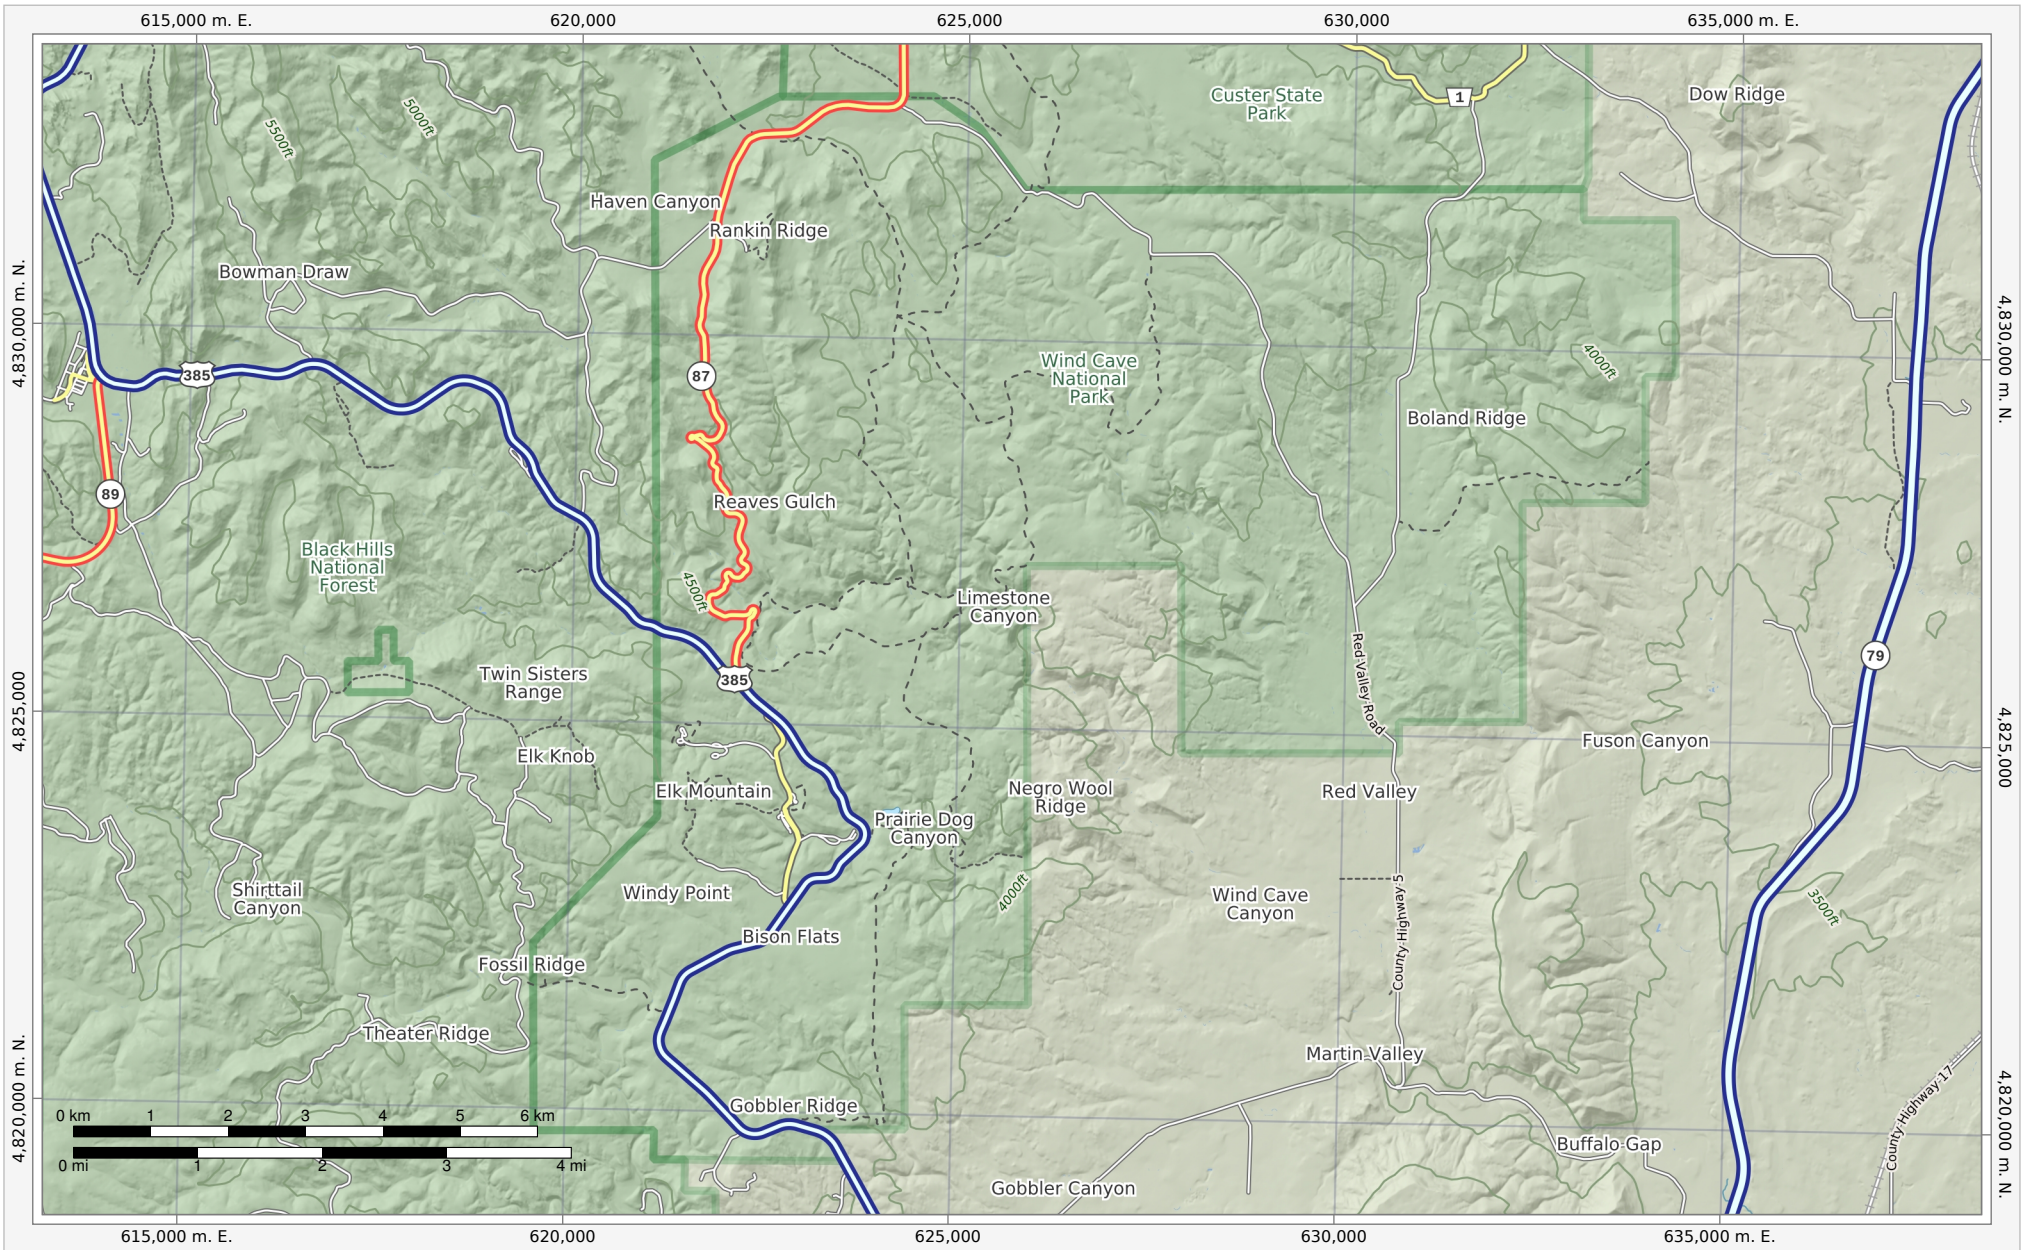 615,000 m. E.
620,000
625,000
630,000
635,000 m. E.
4,830,000 m. N.
4,825,000
4,820,000 m. N.
5500ft
5000ft
Custer State
Park
1
Dow Ridge
Haven Canyon
Rankin Ridge
Bowman Draw
385
87
Wind Cave
National
Park
4000ft
Boland Ridge
89
Reaves Gulch
Black Hills
National
Forest
4500ft
Limestone
Canyon
Red Valley Road
79
Twin Sisters
Range
385
Elk Knob
Fuson Canyon
Elk Mountain
Negro Wool
Ridge
Red Valley
Prairie Dog
Canyon
Shirttail
Canyon
Windy Point
4000ft
Wind Cave
Canyon
County Highway 5
3500ft
Bison Flats
Fossil Ridge
Theater Ridge
Martin Valley
Gobbler Ridge
County Highway 17
Buffalo Gap
Gobbler Canyon
0 km 1 2 3 4 5 6 km
0 mi 1 2 3 4 mi
4,830,000 m. N.
4,825,000
4,820,000 m. N.
615,000 m. E.
620,000
625,000
630,000
635,000 m. E.